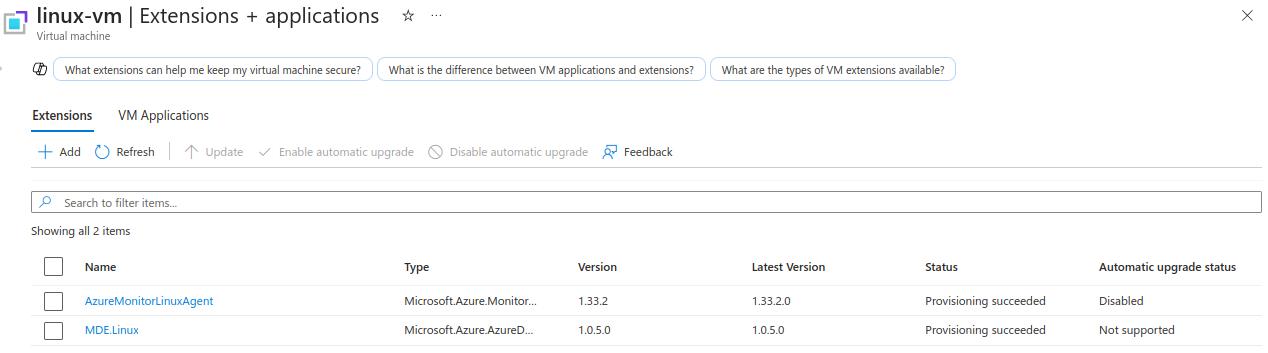 linux-vm | Extensions + applications ☆ ...
Virtual machine
What extensions can help me keep my virtual machine secure? What is the difference between VM applications and extensions? What are the types of VM extensions available?
Extensions VM Applications
Add Refresh Update Enable automatic upgrade Disable automatic upgrade Feedback
Search to filter items...
Showing all 2 items
Name Type Version Latest Version Status Automatic upgrade status
AzureMonitorLinuxAgent Microsoft.Azure.Monitor... 1.33.2 1.33.2.0 Provisioning succeeded Disabled
MDE.Linux Microsoft.Azure.AzureD... 1.0.5.0 1.0.5.0 Provisioning succeeded Not supported